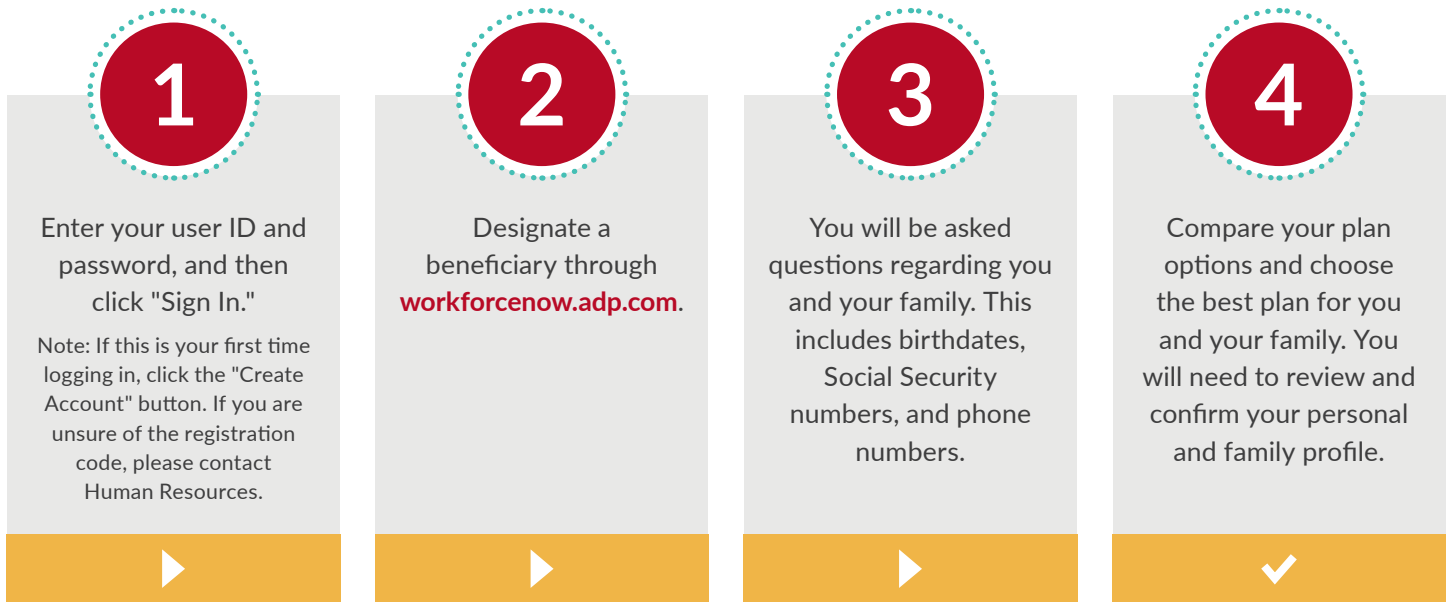 1
Enter your user ID and
password, and then
click "Sign In."
Note: If this is your first time
logging in, click the "Create
Account" button. If you are
unsure of the registration
code, please contact
Human Resources.
2
Designate a
beneficiary through
workforcenow.adp.com.
3
You will be asked
questions regarding you
and your family. This
includes birthdates,
Social Security
numbers, and phone
numbers.
4
Compare your plan
options and choose
the best plan for you
and your family. You
will need to review and
confirm your personal
and family profile.